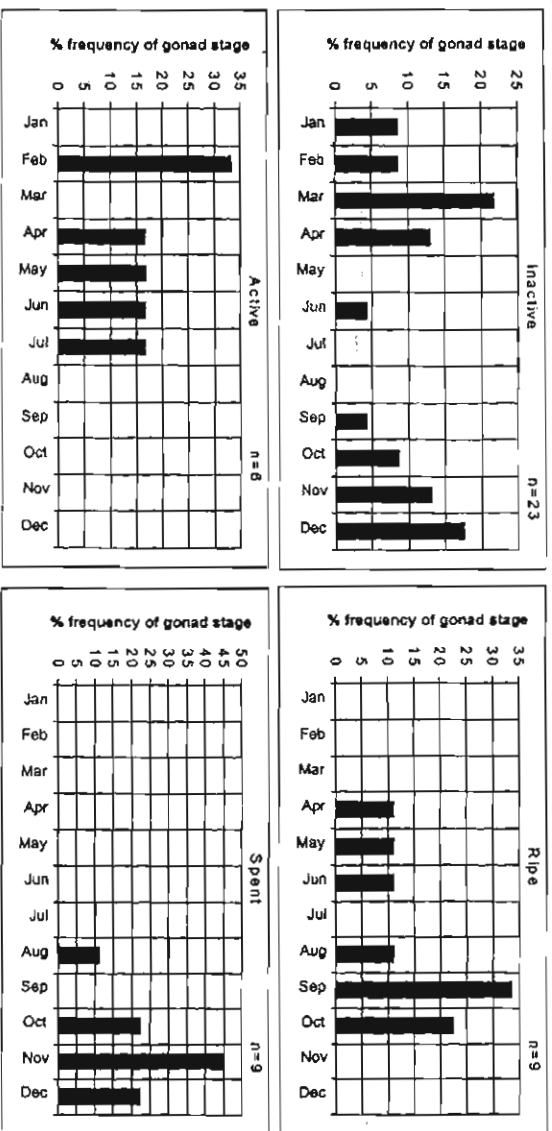 % frequency of gonad stage
0 5 10 15 20 25 30 35
Jan
Feb
Mar
Apr
May
Jun
Jul
Aug
Sep
Oct
Nov
Dec
Active
n=6
% frequency of gonad stage
0 5 10 15 20 25
Jan
Feb
Mar
Apr
May
Jun
Jul
Aug
Sep
Oct
Nov
Dec
Inactive
n=23
% frequency of gonad stage
0 5 10 15 20 25 30 35 40 45 50
Jan
Feb
Mar
Apr
May
Jun
Jul
Aug
Sep
Oct
Nov
Dec
Spent
n=9
% frequency of gonad stage
0 5 10 15 20 25 30 35
Jan
Feb
Mar
Apr
May
Jun
Jul
Aug
Sep
Oct
Nov
Dec
Ripe
n=9